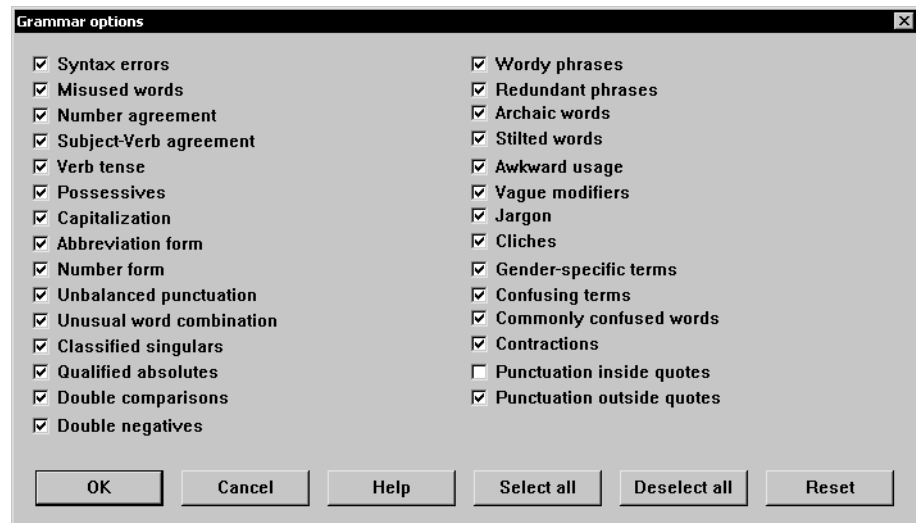 Grammar options
Syntax errors
Misused words
Number agreement
Subject-Verb agreement
Verb tense
Possessives
Capitalization
Abbreviation form
Number form
Unbalanced punctuation
Unusual word combination
Classified singulars
Qualified absolutes
Double comparisons
Double negatives
Wordy phrases
Redundant phrases
Archaic words
Stilted words
Awkward usage
Vague modifiers
Jargon
Cliches
Gender-specific terms
Confusing terms
Commonly confused words
Contractions
Punctuation inside quotes
Punctuation outside quotes
OK Cancel Help Select all Deselect all Reset